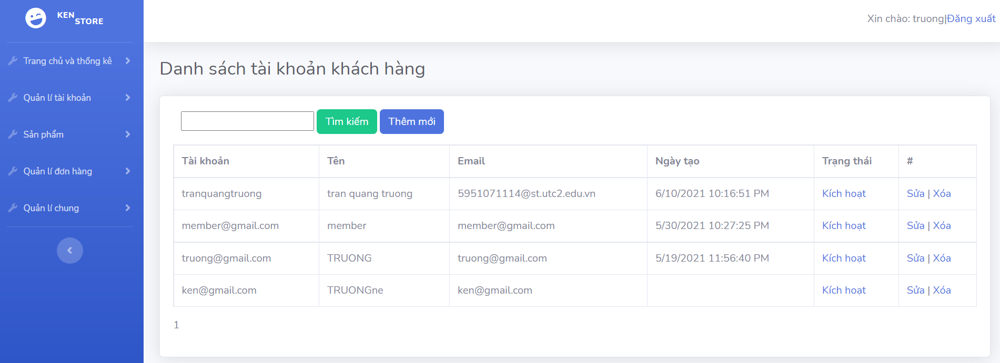 KEN
STORE
Xin chào: truong|Đăng xuất
Trang chủ và thống kê
Quản lí tài khoản
Sản phẩm
Quản lí đơn hàng
Quản lí chung
Danh sách tài khoản khách hàng
Tìm kiếm Thêm mới
Tài khoản Tên Email Ngày tạo Trạng thái #
tranquangtruong tran quang truong 5951071114@st.utc2.edu.vn 6/10/2021 10:16:51 PM Kích hoạt Sửa | Xóa
member@gmail.com member member@gmail.com 5/30/2021 10:27:25 PM Kích hoạt Sửa | Xóa
truong@gmail.com TRUONG truong@gmail.com 5/19/2021 11:56:40 PM Kích hoạt Sửa | Xóa
ken@gmail.com TRUONGne ken@gmail.com Kích hoạt Sửa | Xóa
1